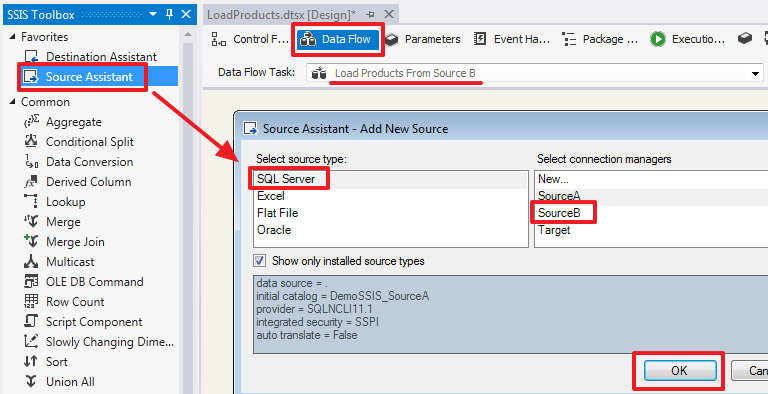 SSIS Toolbox
Favorites
Destination Assistant
Source Assistant
Common
Aggregate
Conditional Split
Data Conversion
Derived Column
Lookup
Merge
Merge Join
Multicast
OLE DB Command
Row Count
Script Component
Slowly Changing Dime...
Sort
Union All
LoadProducts.dtsx [Design]*
Control F...
Data Flow
Parameters
Event Ha...
Package ...
Executio...
Data Flow Task:
Load Products From Source B
Source Assistant - Add New Source
Select source type:
SQL Server
Excel
Flat File
Oracle
Select connection managers
New...
SourceA
SourceB
Target
Show only installed source types
data source = .
initial catalog = DemoSSIS_SourceA
provider = SQLNCLI11.1
integrated security = SSPI
auto translate = False
OK
Can